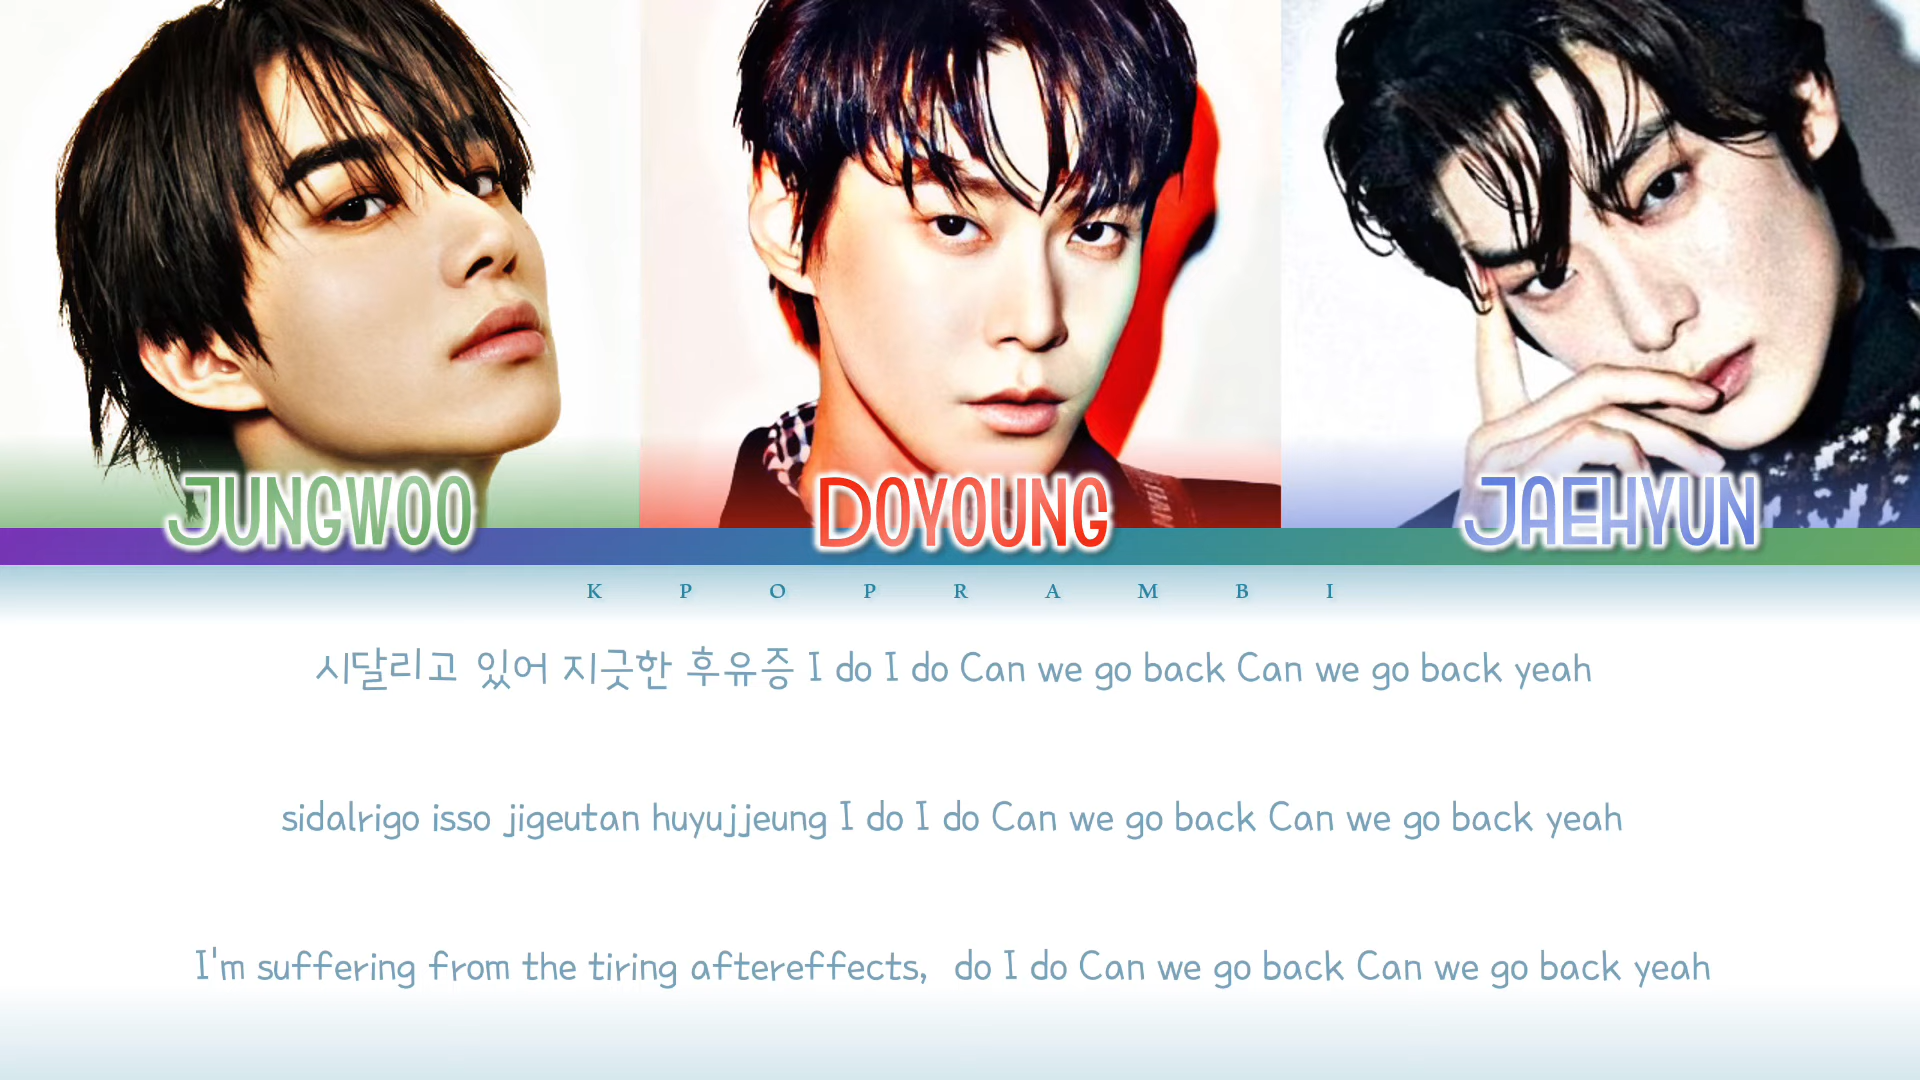 JUNGWOO
DOYOUNG
JAEHYUN
KPOPRAMBI
시달리고 있어 지긋한 후유증 I do I do Can we go back Can we go back yeah
sidalrigo isso jigeutan huyujjeung I do I do Can we go back Can we go back yeah
I'm suffering from the tiring aftereffects, do I do Can we go back Can we go back yeah